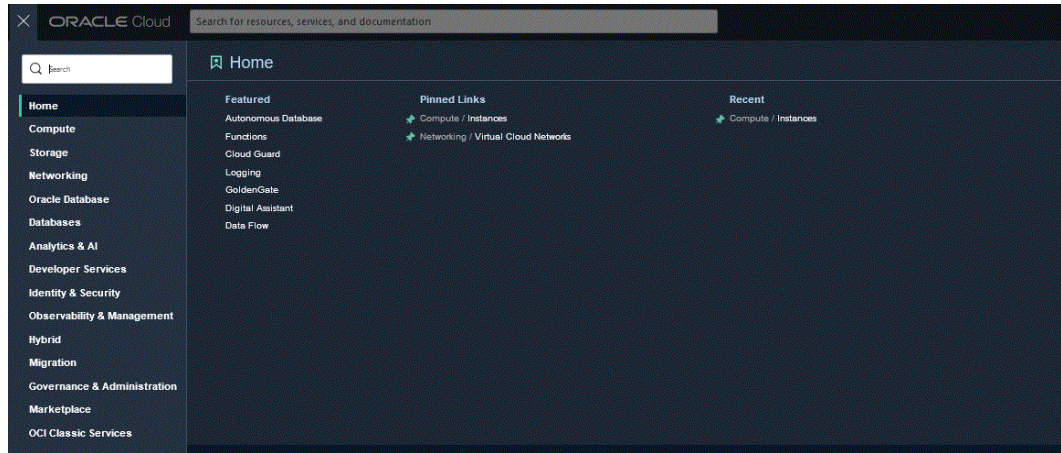 ORACLE Cloud
Search for resources, services, and documentation
Search
Home
Compute
Storage
Networking
Oracle Database
Databases
Analytics & AI
Developer Services
Identity & Security
Observability & Management
Hybrid
Migration
Governance & Administration
Marketplace
OCI Classic Services
Home
Featured
Autonomous Database
Functions
Cloud Guard
Logging
GoldenGate
Digital Assistant
Data Flow
Pinned Links
Compute / Instances
Networking / Virtual Cloud Networks
Recent
Compute / Instances